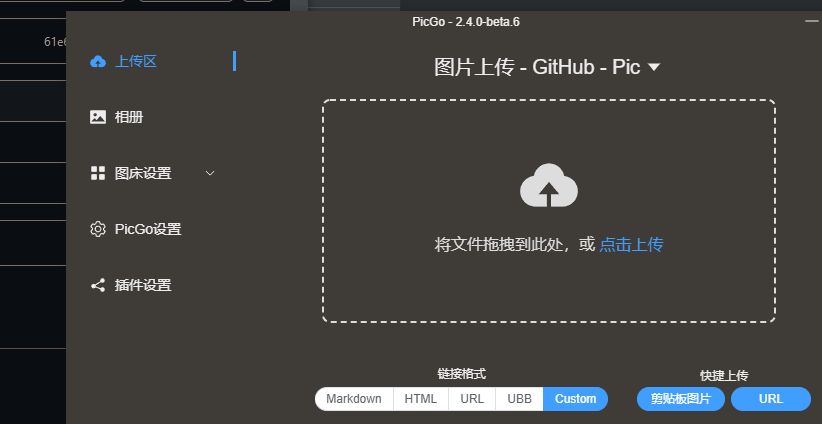 PicGo - 2.4.0-beta.6
上传区
相册
图床设置
PicGo设置
插件设置
图片上传 - GitHub - Pic
将文件拖拽到此处，或 点击上传
链接格式
Markdown HTML URL UBB Custom
快捷上传
剪贴板图片 URL